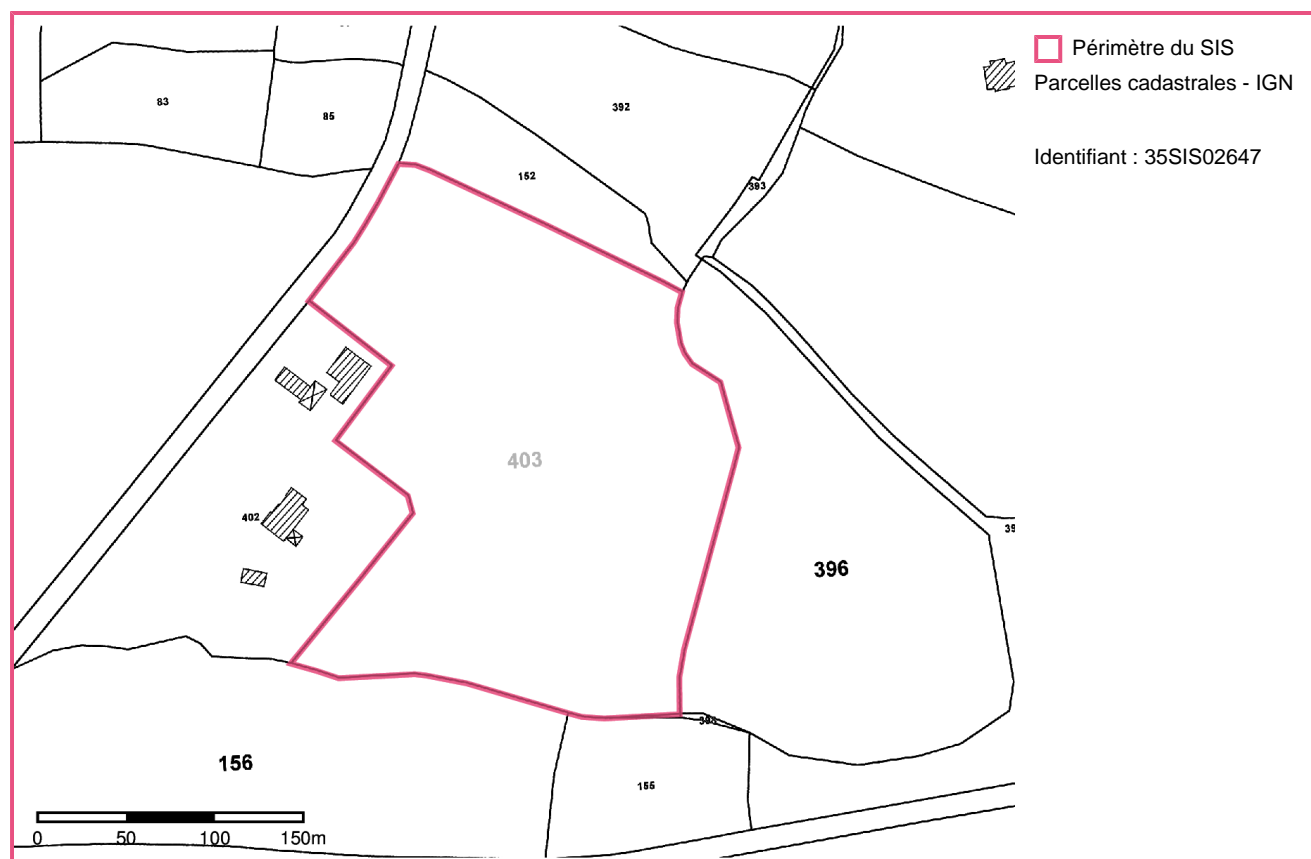 Périmètre du SIS
Parcelles cadastrales - IGN
Identifiant : 35SIS02647
83
85
392
152
393
403
402
396
156
155
0 50 100 150m